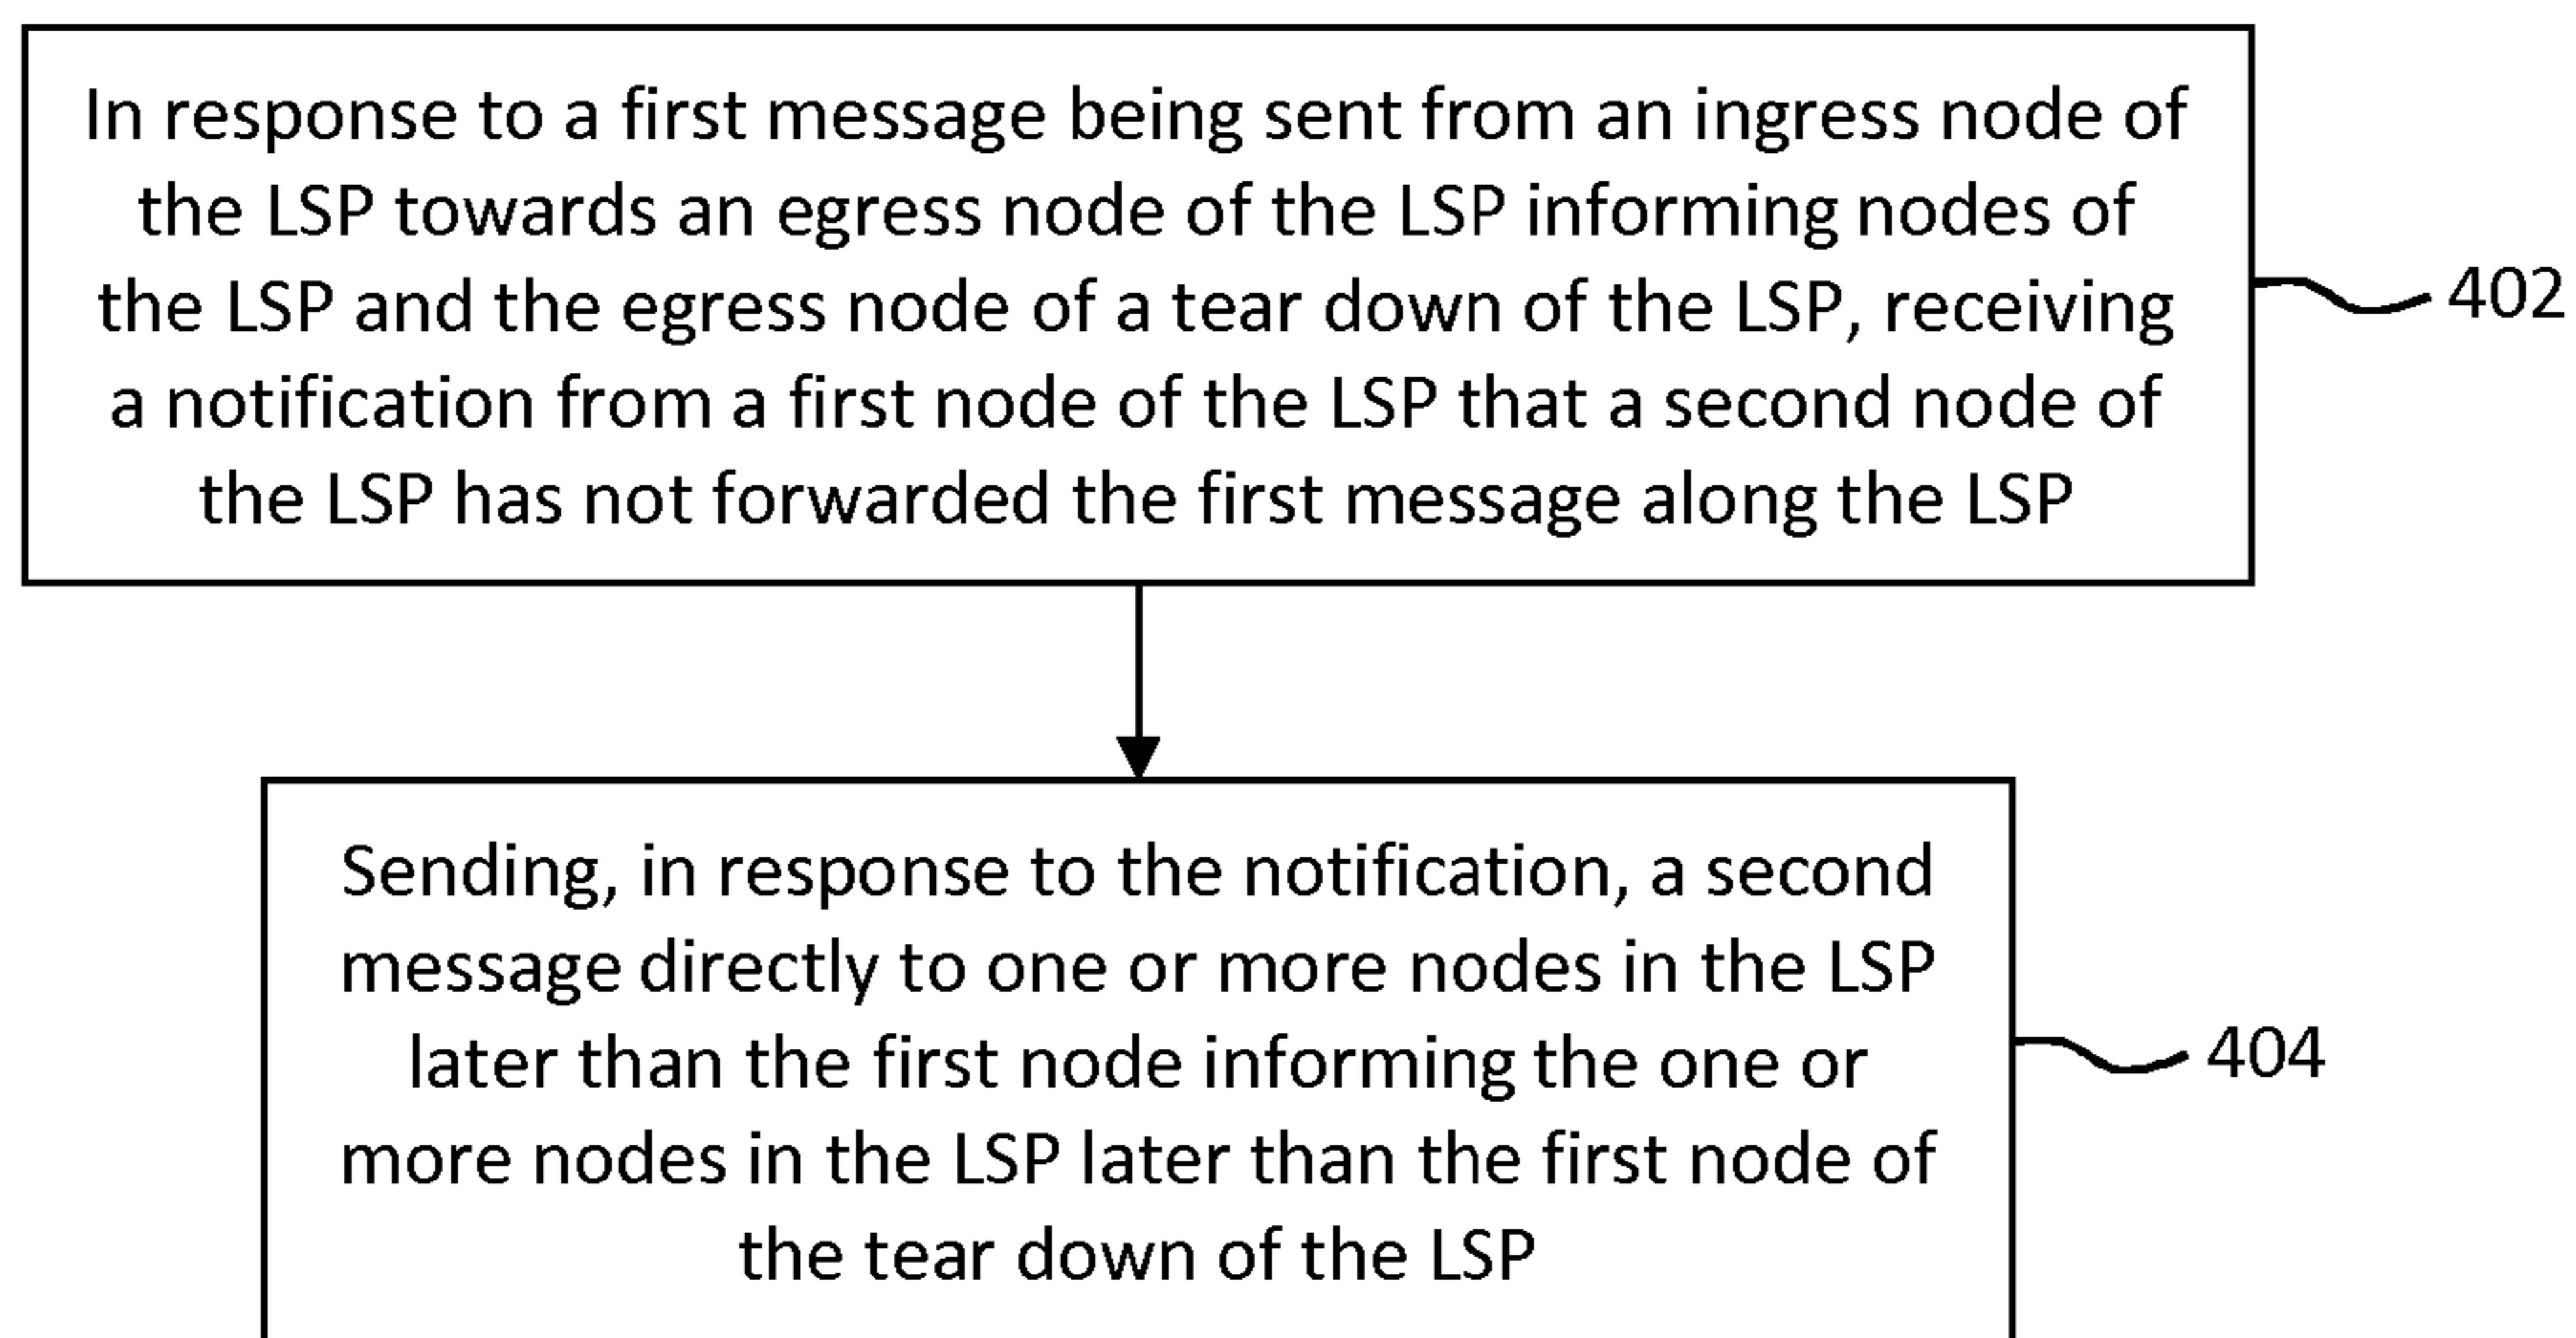 In response to a first message being sent from an ingress node of
the LSP towards an egress node of the LSP informing nodes of
the LSP and the egress node of a tear down of the LSP, receiving
a notification from a first node of the LSP that a second node of
the LSP has not forwarded the first message along the LSP
402
Sending, in response to the notification, a second
message directly to one or more nodes in the LSP
later than the first node informing the one or
more nodes in the LSP later than the first node of
the tear down of the LSP
404